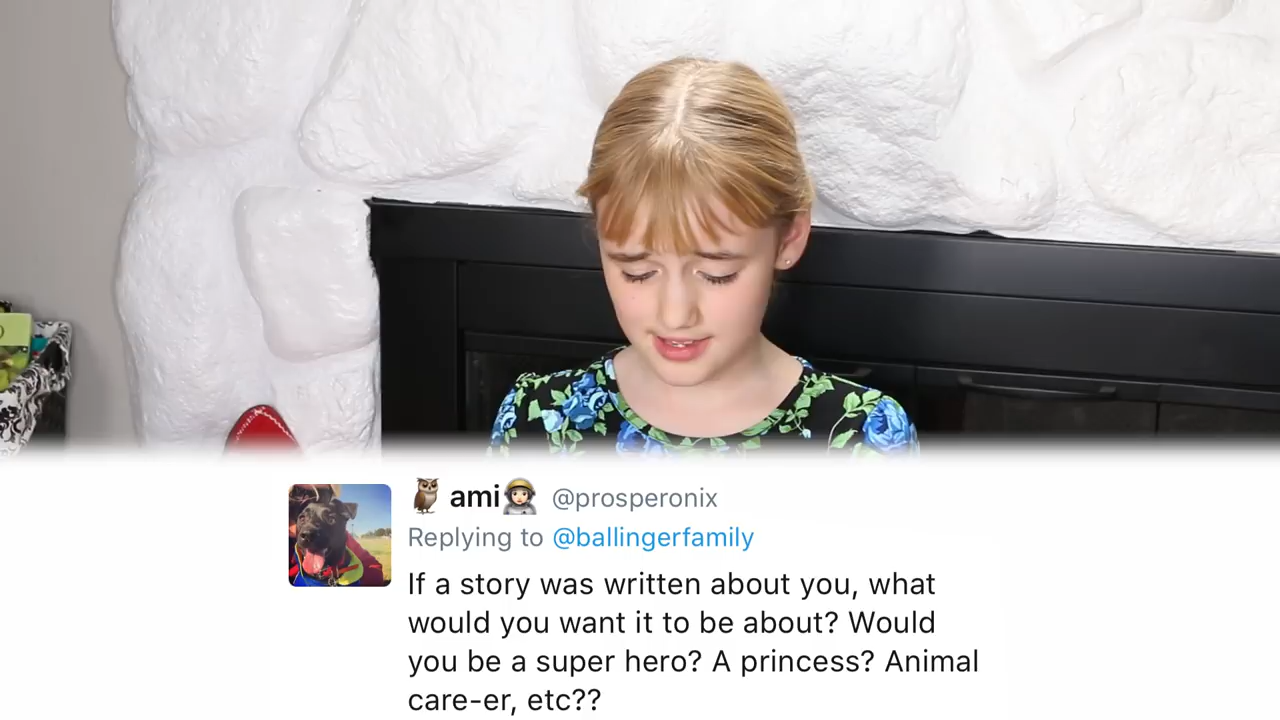 🦉 ami👩🏻‍🚀 @prosperonix
Replying to @ballingerfamily
If a story was written about you, what
would you want it to be about? Would
you be a super hero? A princess? Animal
care-er, etc??